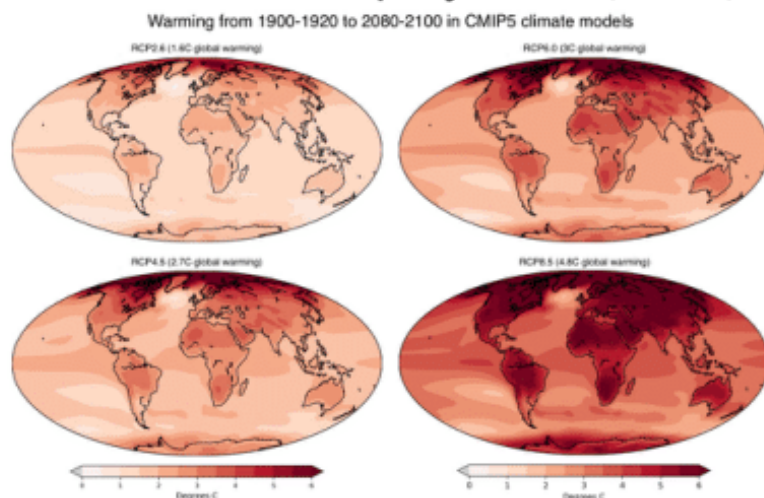 Warming from 1900-1920 to 2080-2100 in CMIP5 climate models
RCP2.6 (1.6C global warming)
RCP6.0 (3C global warming)
RCP4.5 (2.7C global warming)
RCP8.5 (4.8C global warming)
0 1 2 3 4 5 6
Degrees C
0 1 2 3 4 5 6
Degrees C